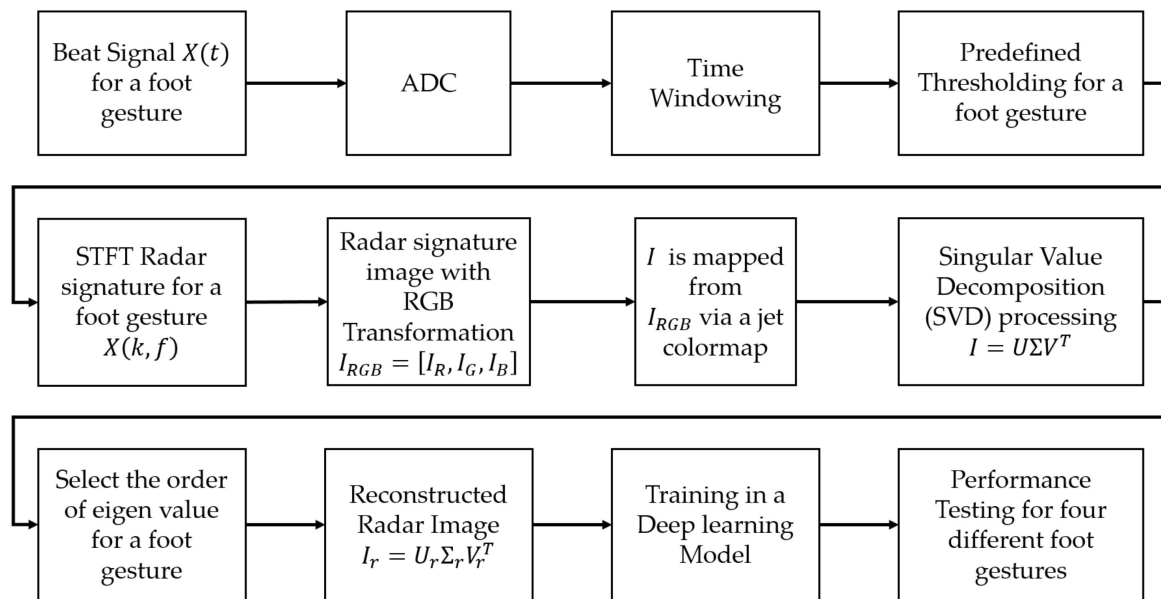 Beat Signal X(t)
for a foot
gesture
ADC
Time
Windowing
Predefined
Thresholding for a
foot gesture
STFT Radar
signature for a
foot gesture
X(k, f)
Radar signature
image with
RGB
Transformation
I_RGB = [I_R, I_G, I_B]
I is mapped
from
I_RGB via a jet
colormap
Singular Value
Decomposition
(SVD) processing
I = UΣV^T
Select the order
of eigen value
for a foot
gesture
Reconstructed
Radar Image
I_r = U_rΣ_rV_r^T
Training in a
Deep learning
Model
Performance
Testing for four
different foot
gestures